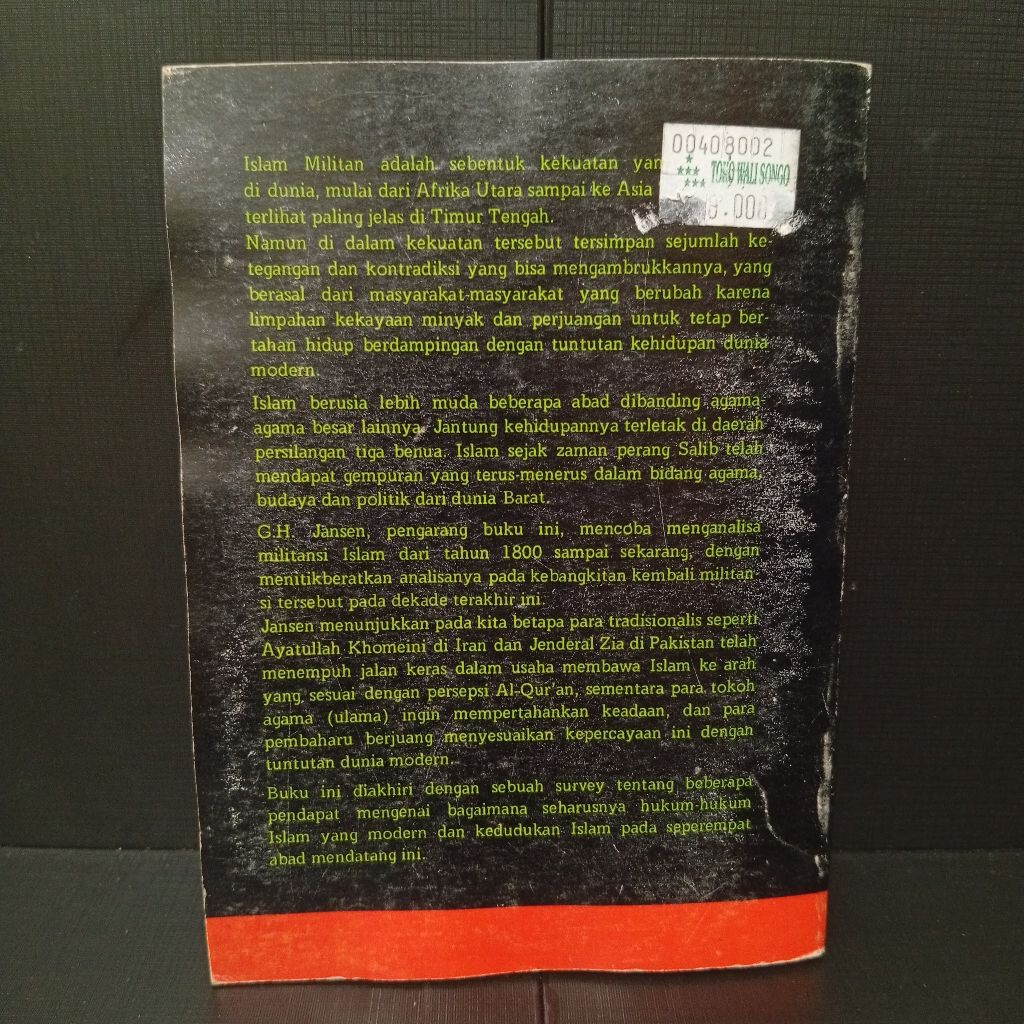 00408002
TOKO WALI SONGO
9.000
Islam Militan adalah sebentuk kekuatan
di dunia, mulai dari Afrika Utara sampai ke Asia
terlihat paling jelas di Timur Tengah.
Namun di dalam kekuatan tersebut tersimpan sejumlah ke-
tegangan dan kontradiksi yang bisa mengambrukkannya, yang
berasal dari masyarakat-masyarakat yang berubah karena
limpahan kekayaan minyak dan perjuangan untuk tetap ber-
tahan hidup berdampingan dengan tuntutan kehidupan dunia
modern.
Islam berusia lebih muda beberapa abad dibanding agama-
agama besar lainnya. Jantung kehidupannya terletak di daerah
persilangan tiga benua. Islam sejak zaman perang Salib telah
mendapat gempuran yang terus-menerus dalam bidang agama,
budaya dan politik dari dunia Barat.
G.H. Jansen, pengarang buku ini, mencoba menganalisa
militansi Islam dari tahun 1800 sampai sekarang, dengan
menitikberatkan analisanya pada kebangkitan kembali militan-
si tersebut pada dekade terakhir ini.
Jansen menunjukkan pada kita betapa para tradisionalis seperti
Ayatullah Khomeini di Iran dan Jenderal Zia di Pakistan telah
menempuh jalan keras dalam usaha membawa Islam ke arah
yang sesuai dengan persepsi Al-Qur'an, sementara para tokoh
agama (ulama) ingin mempertahankan keadaan, dan para
pembaharu berjuang menyesuaikan kepercayaan ini dengan
tuntutan dunia modern.
Buku ini diakhiri dengan sebuah survey tentang beberapa
pendapat mengenai bagaimana seharusnya hukum-hukum
Islam yang modern dan kedudukan Islam pada seperempat
abad mendatang ini.